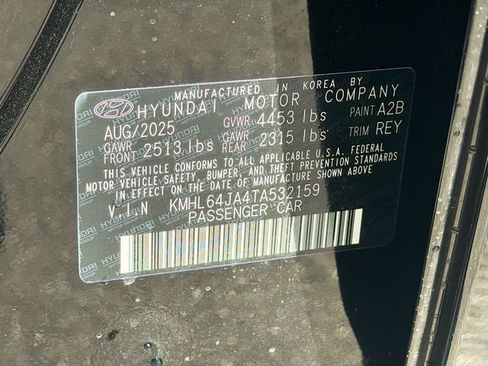 MANUFACTURED IN KOREA BY
HYUNDAI MOTOR COMPANY
AUG/2025 GVWR 4453 lbs PAINT A2B
GAWR FRONT 2513 lbs GAWR REAR 2315 lbs TRIM REY
THIS VEHICLE CONFORMS TO ALL APPLICABLE U.S.A. FEDERAL
MOTOR VEHICLE SAFETY, BUMPER, AND THEFT PREVENTION STANDARDS
IN EFFECT ON THE DATE OF MANUFACTURE SHOWN ABOVE
V.I.N KMHL64JA4TA532159
PASSENGER CAR